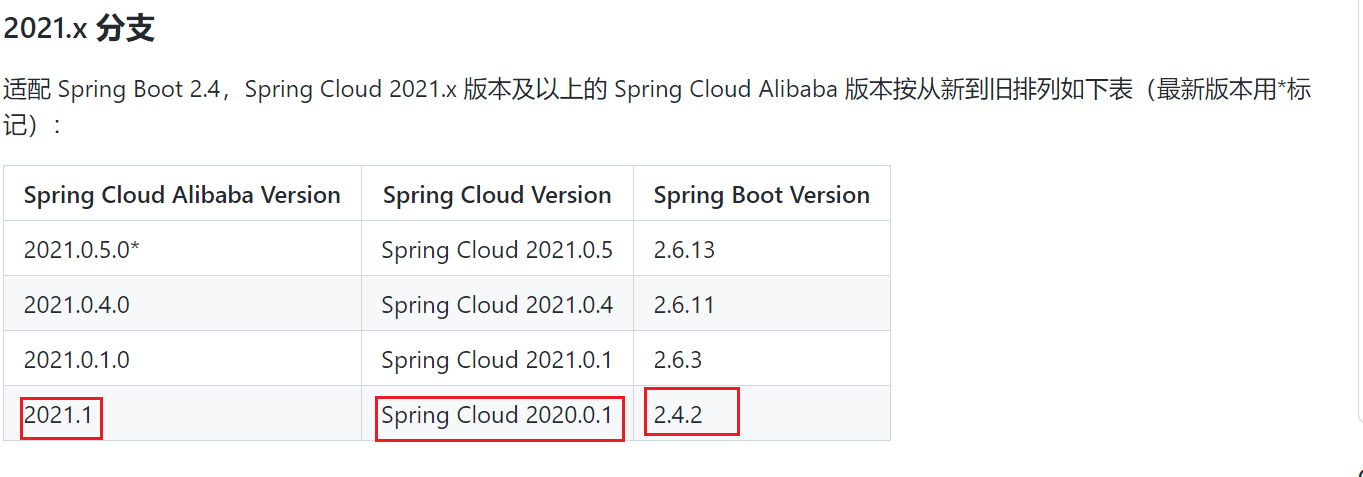 2021.x 分支
适配 Spring Boot 2.4，Spring Cloud 2021.x 版本及以上的 Spring Cloud Alibaba 版本按从新到旧排列如下表（最新版本用*标
记）：
Spring Cloud Alibaba Version Spring Cloud Version Spring Boot Version
2021.0.5.0* Spring Cloud 2021.0.5 2.6.13
2021.0.4.0 Spring Cloud 2021.0.4 2.6.11
2021.0.1.0 Spring Cloud 2021.0.1 2.6.3
2021.1 Spring Cloud 2020.0.1 2.4.2